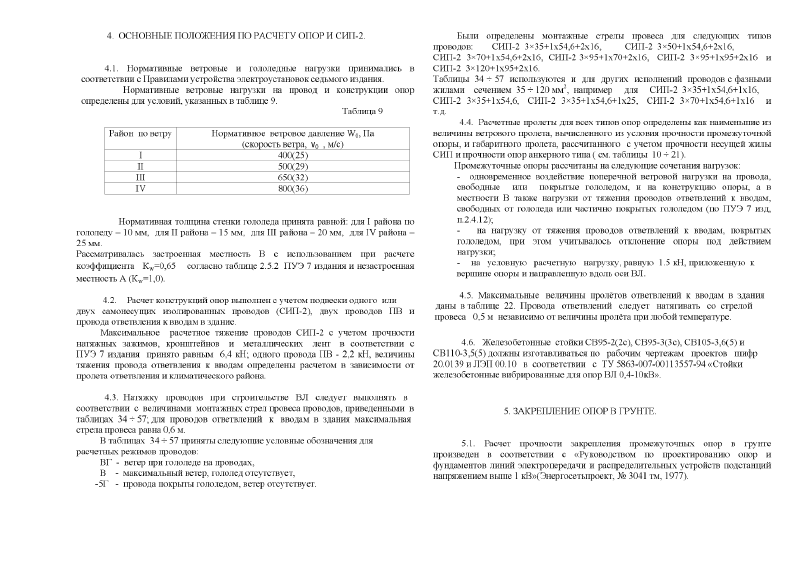 4. ОСНОВНЫЕ ПОЛОЖЕНИЯ ПО РАСЧЕТУ ОПОР И СИП-2.
4.1. Нормативные ветровые и гололедные нагрузки принимались в
соответствии с Правилами устройства электроустановок седьмого издания.
Нормативные ветровые нагрузки на провод и конструкции опор
определены для условий, указанных в таблице 9.
Таблица 9
Район по ветру Нормативное ветровое давление W₀, Па
(скорость ветра, v₀ , м/с)
I 400(25)
II 500(29)
III 650(32)
IV 800(36)
Нормативная толщина стенки гололеда принята равной: для I района по
гололеду – 10 мм, для II района – 15 мм, для III района – 20 мм, для IV района –
25 мм.
Рассматривалась застроенная местность В с использованием при расчете
коэффициента Kw=0,65 согласно таблице 2.5.2 ПУЭ 7 издания и незастроенная
местность А (Kw=1,0).
4.2. Расчет конструкций опор выполнен с учетом подвески одного или
двух самонесущих изолированных проводов (СИП-2), двух проводов ПВ и
провода ответвления к вводам в здание.
Максимальное расчетное тяжение проводов СИП-2 с учетом прочности
натяжных зажимов, кронштейнов и металлических лент в соответствии с
ПУЭ 7 издания принято равным 6,4 кН; одного провода ПВ - 2,2 кН, величины
тяжения провода ответвления к вводам определены расчетом в зависимости от
пролета ответвления и климатического района.
4.3. Натяжку проводов при строительстве ВЛ следует выполнять в
соответствии с величинами монтажных стрел провеса проводов, приведенными в
таблицах 34 ÷ 57; для проводов ответвлений к вводам в здания максимальная
стрела провеса равна 0,6 м.
В таблицах 34 ÷ 57 приняты следующие условные обозначения для
расчетных режимов проводов:
ВГ - ветер при гололеде на проводах,
В - максимальный ветер, гололед отсутствует,
-5Г - провода покрыты гололедом, ветер отсутствует.
Были определены монтажные стрелы провеса для следующих типов
проводов: СИП-2 3×35+1х54,6+2х16, СИП-2 3×50+1х54,6+2х16,
СИП-2 3×70+1х54,6+2х16, СИП-2 3×95+1х70+2х16, СИП-2 3×95+1х95+2х16 и
СИП-2 3×120+1х95+2х16.
Таблицы 34 ÷ 57 используются и для других исполнений проводов с фазными
жилами сечением 35 ÷ 120 мм², например для СИП-2 3×35+1х54,6+1х16,
СИП-2 3×35+1х54,6, СИП-2 3×35+1х54,6+1х25, СИП-2 3×70+1х54,6+1х16 и
т.д.
4.4. Расчетные пролеты для всех типов опор определены как наименьшие из
величины ветрового пролета, вычисленного из условия прочности промежуточной
опоры, и габаритного пролета, рассчитанного с учетом прочности несущей жилы
СИП и прочности опор анкерного типа ( см. таблицы 10 ÷ 21).
Промежуточные опоры рассчитаны на следующие сочетания нагрузок:
- одновременное воздействие поперечной ветровой нагрузки на провода,
свободные или покрытые гололедом, и на конструкцию опоры, а в
местности В также нагрузки от тяжения проводов ответвлений к вводам,
свободных от гололеда или частично покрытых гололедом (по ПУЭ 7 изд,
п.2.4.12);
- на нагрузку от тяжения проводов ответвлений к вводам, покрытых
гололедом, при этом учитывалось отклонение опоры под действием
нагрузки;
- на условную расчетную нагрузку, равную 1.5 кН, приложенную к
вершине опоры и направленную вдоль оси ВЛ.
4.5. Максимальные величины пролётов ответвлений к вводам в здания
даны в таблице 22. Провода ответвлений следует натягивать со стрелой
провеса 0,5 м независимо от величины пролёта при любой температуре.
4.6. Железобетонные стойки СВ95-2(2с), СВ95-3(3с), СВ105-3,6(5) и
СВ110-3,5(5) должны изготавливаться по рабочим чертежам проектов шифр
20.0139 и ЛЭП 00.10 в соответствии с ТУ 5863-007-00113557-94 «Стойки
железобетонные вибрированные для опор ВЛ 0,4-10кВ».
5. ЗАКРЕПЛЕНИЕ ОПОР В ГРУНТЕ.
5.1. Расчет прочности закрепления промежуточных опор в грунте
произведен в соответствии с «Руководством по проектированию опор и
фундаментов линий электропередачи и распределительных устройств подстанций
напряжением выше 1 кВ»(Энергосетьпроект, № 3041 тм, 1977).